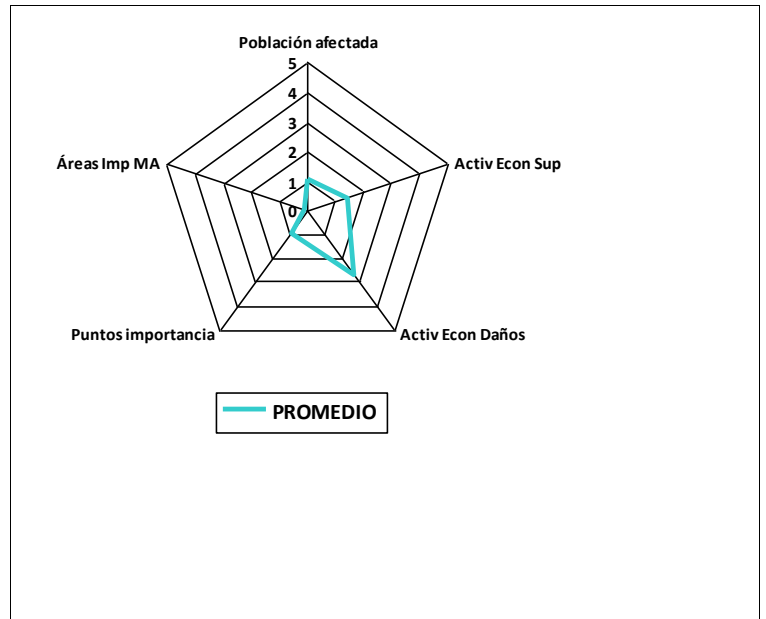 Población afectada
5
4
3
2
1
0
Áreas Imp MA
Activ Econ Sup
Puntos importancia
Activ Econ Daños
PROMEDIO